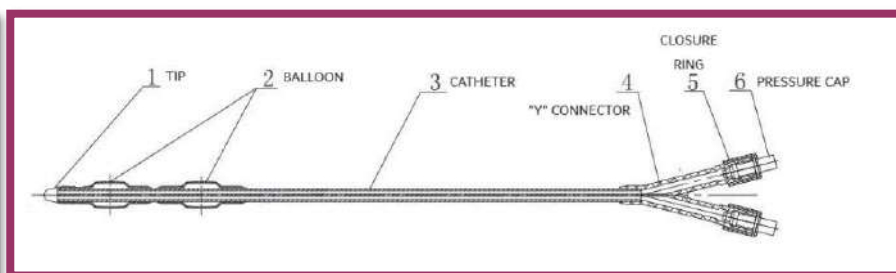 1 TIP
2 BALLOON
3 CATHETER
4 "Y" CONNECTOR
CLOSURE
RING
5
6 PRESSURE CAP